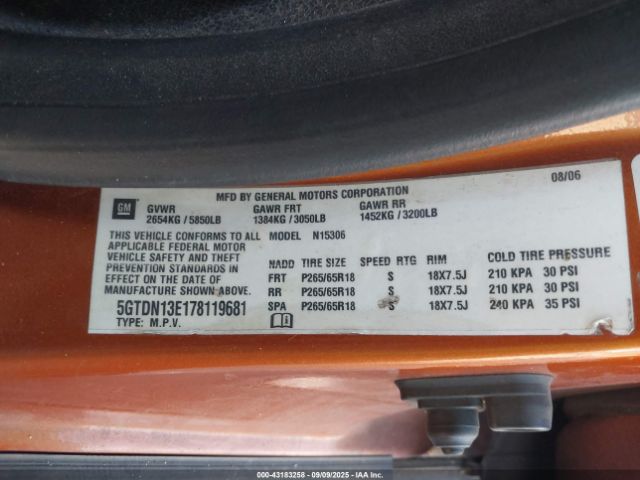 MFD BY GENERAL MOTORS CORPORATION 08/06
GM GVWR GAWR FRT GAWR RR
2654KG / 5850LB 1384KG / 3050LB 1452KG / 3200LB
THIS VEHICLE CONFORMS TO ALL MODEL N15306
APPLICABLE FEDERAL MOTOR
VEHICLE SAFETY AND THEFT
PREVENTION STANDARDS IN
EFFECT ON THE DATE OF
MANUFACTURE SHOWN ABOVE.
5GTDN13E178119681
TYPE: M.P.V.
NADD TIRE SIZE SPEED RTG RIM COLD TIRE PRESSURE
FRT P265/65R18 S 18X7.5J 210 KPA 30 PSI
RR P265/65R18 S 18X7.5J 210 KPA 30 PSI
SPA P265/65R18 S 18X7.5J 240 KPA 35 PSI
00-43183258 - 09/09/2025 - IAA Inc.